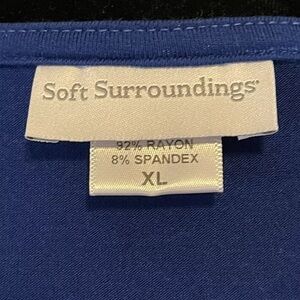 Soft Surroundings®
92% RAYON
8% SPANDEX
XL